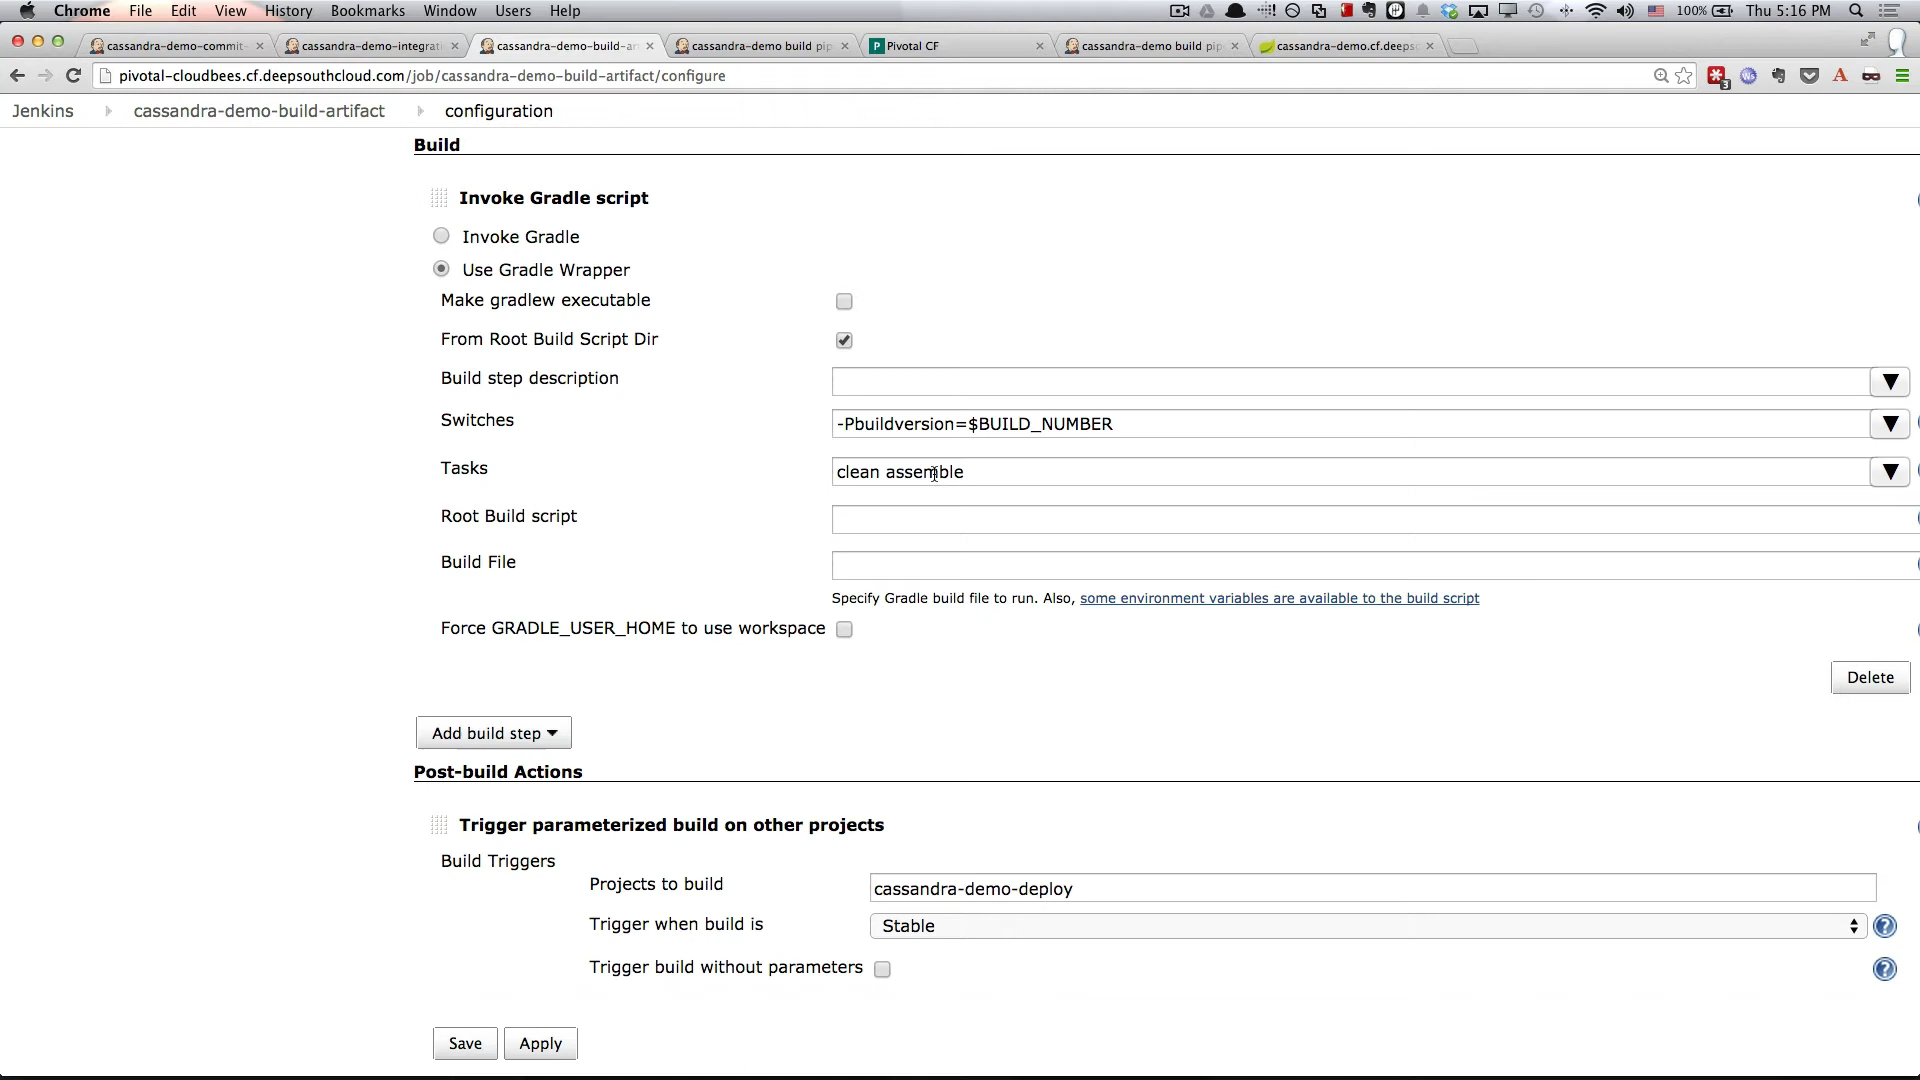 Chrome File Edit View History Bookmarks Window Users Help 100% Thu 5:16 PM
cassandra-demo-commit- cassandra-demo-integrati cassandra-demo-build-ar cassandra-demo build pip Pivotal CF cassandra-demo build pip cassandra-demo.cf.deeps
pivotal-cloudbees.cf.deepsouthcloud.com/job/cassandra-demo-build-artifact/configure
Jenkins cassandra-demo-build-artifact configuration
Build
Invoke Gradle script
Invoke Gradle
Use Gradle Wrapper
Make gradlew executable
From Root Build Script Dir
Build step description
Switches -Pbuildversion=$BUILD_NUMBER
Tasks clean assemble
Root Build script
Build File
Specify Gradle build file to run. Also, some environment variables are available to the build script
Force GRADLE_USER_HOME to use workspace
Delete
Add build step
Post-build Actions
Trigger parameterized build on other projects
Build Triggers
Projects to build cassandra-demo-deploy
Trigger when build is Stable
Trigger build without parameters
Save Apply